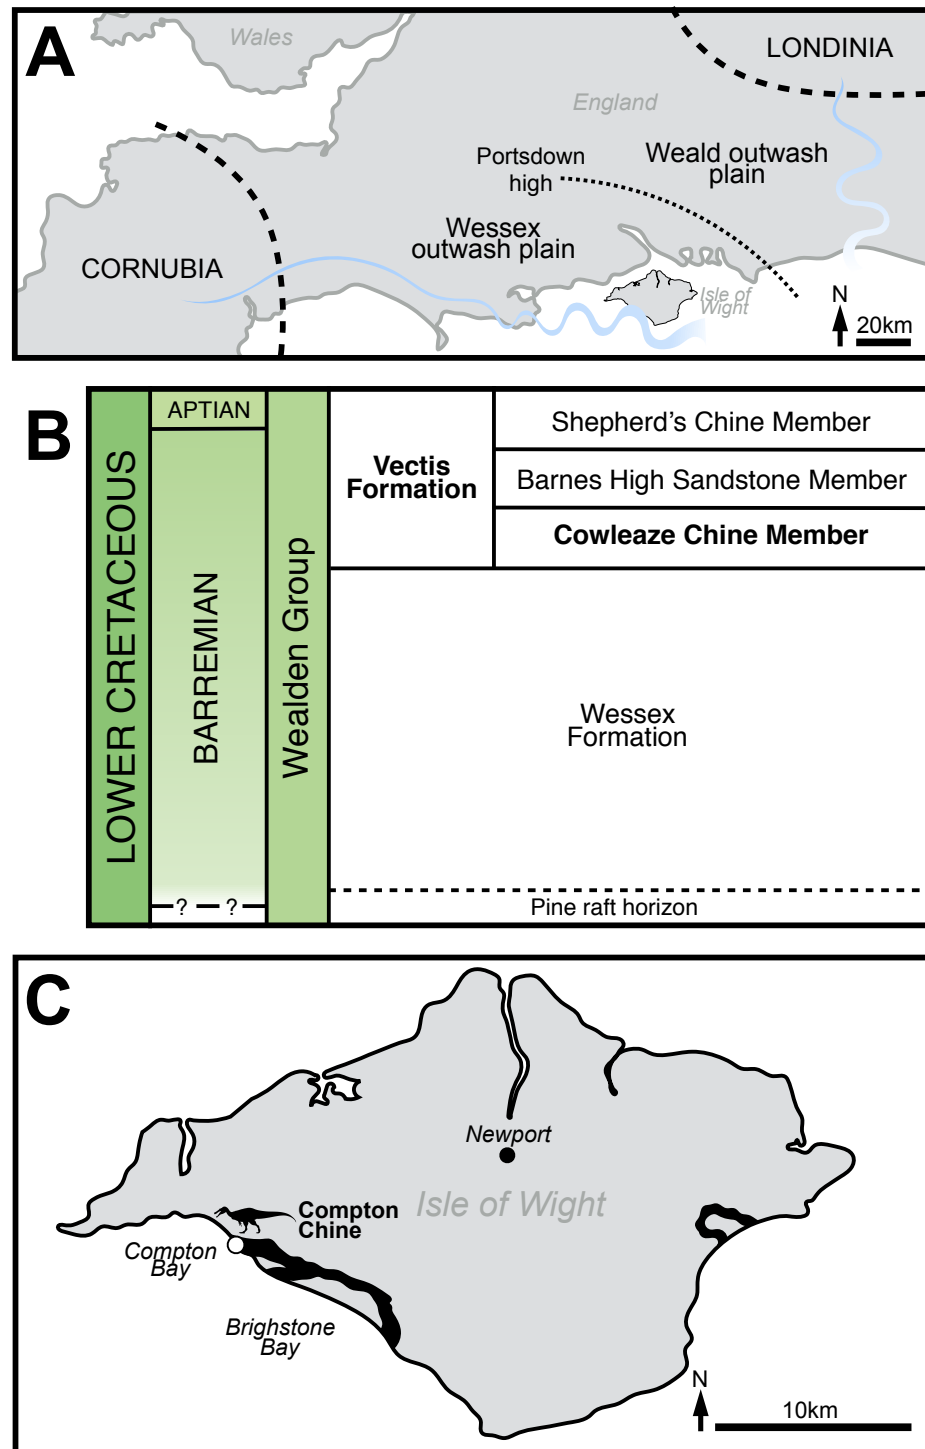 A
Wales
LONDINIA
England
Portsdown
high
Weald outwash
plain
Wessex
outwash plain
CORNUBIA
Isle of
Wight
N
20km
B
LOWER CRETACEOUS
APTIAN
BARREMIAN
? ?
Wealden Group
Vectis
Formation
Shepherd's Chine Member
Barnes High Sandstone Member
Cowleaze Chine Member
Wessex
Formation
Pine raft horizon
C
Newport
Isle of Wight
Compton
Chine
Compton
Bay
Brighstone
Bay
N
10km